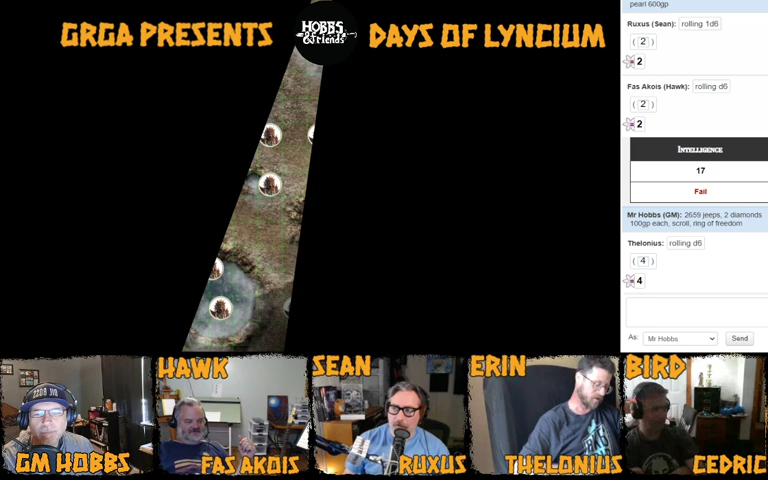 GRGA PRESENTS
HOBBS
& Friends
DAYS OF LYNCIUM
pearl 600gp
Ruxus (Sean): rolling 1d6
( 2 )
2
Fas Akois (Hawk): rolling d6
( 2 )
2
INTELLIGENCE
17
Fail
Mr Hobbs (GM): 2659 jeeps, 2 diamonds
100gp each, scroll, ring of freedom
Thelonius: rolling d6
( 4 )
4
As: Mr Hobbs Send
HAWK
SEAN
ERIN
BIRD
GM HOBBS
FAS AKOIS
RUXUS
THELONIUS
CEDRIC